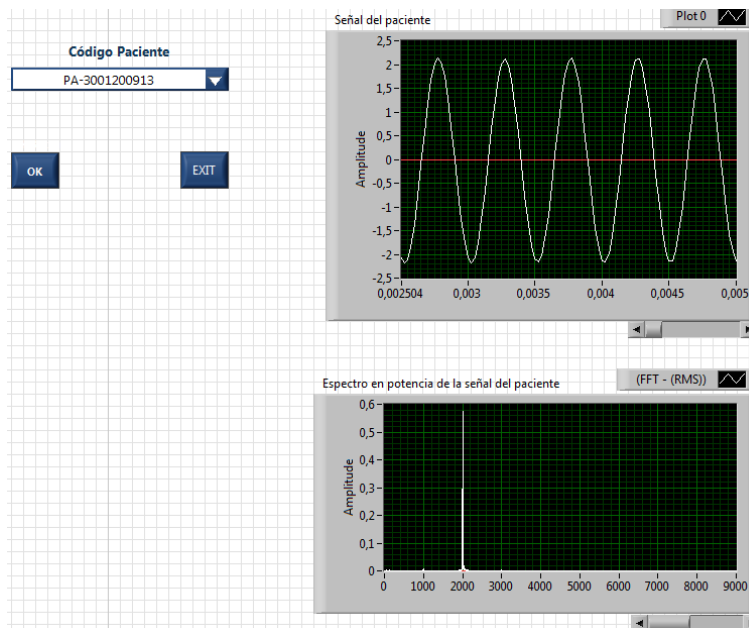 Código Paciente
PA-3001200913
OK
EXIT
Señal del paciente
Plot 0
Amplitude
2,5
2
1,5
1
0,5
0
-0,5
-1
-1,5
-2
-2,5
0,002504 0,003 0,0035 0,004 0,0045 0,005
Espectro en potencia de la señal del paciente
(FFT - (RMS))
Amplitude
0,6
0,5
0,4
0,3
0,2
0,1
0
0 1000 2000 3000 4000 5000 6000 7000 8000 9000